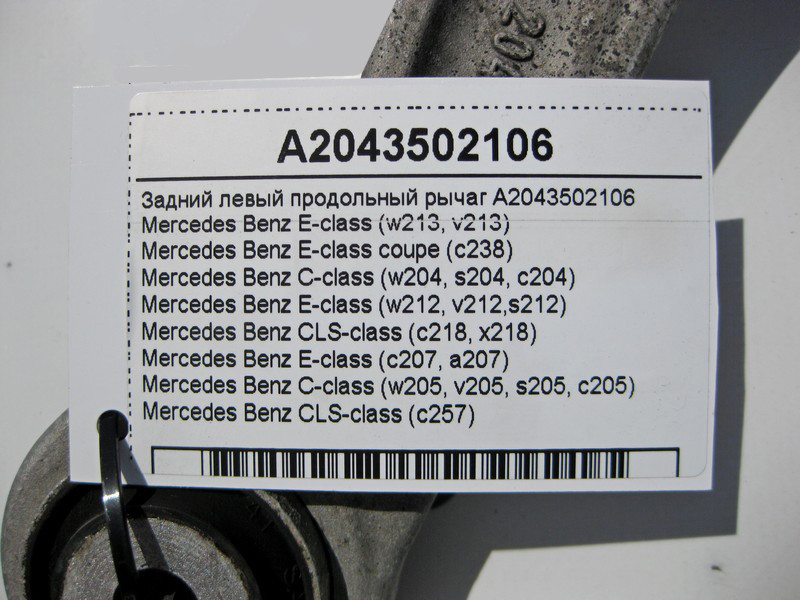 204
A2043502106
Задний левый продольный рычаг A2043502106
Mercedes Benz E-class (w213, v213)
Mercedes Benz E-class coupe (c238)
Mercedes Benz C-class (w204, s204, c204)
Mercedes Benz E-class (w212, v212,s212)
Mercedes Benz CLS-class (c218, x218)
Mercedes Benz E-class (c207, a207)
Mercedes Benz C-class (w205, v205, s205, c205)
Mercedes Benz CLS-class (c257)